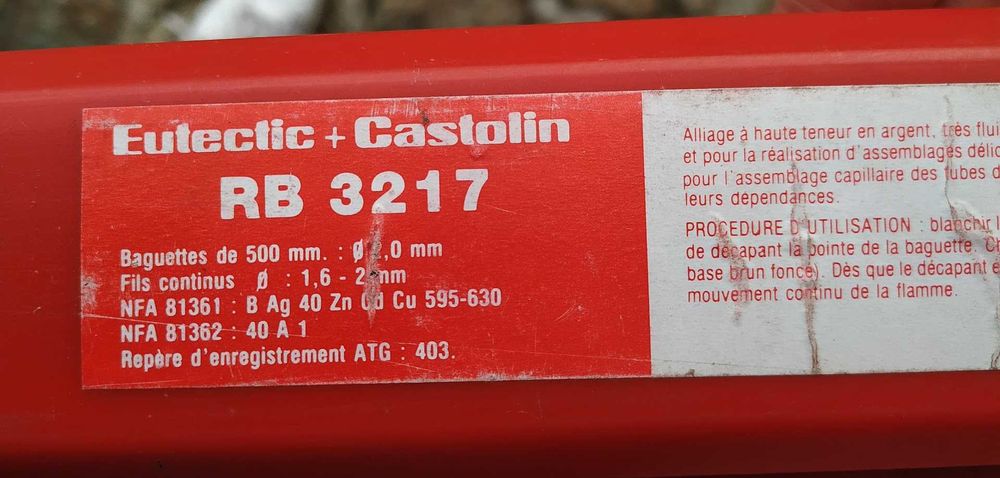 Eutectic + Castolin
RB 3217
Baguettes de 500 mm. : Ø 2,0 mm
Fils continus Ø : 1,6 - 2 mm
NFA 81361 : B Ag 40 Zn Cd Cu 595-630
NFA 81362 : 40 A 1
Repère d'enregistrement ATG : 403.
Alliage à haute teneur en argent, très
et pour la réalisation d'assemblages
pour l'assemblage capillaire des tubes
leurs dépendances.
PROCEDURE D'UTILISATION : blanchir
de décapant la pointe de la baguette.
base brun foncé). Dès que le décapant
mouvement continu de la flamme.